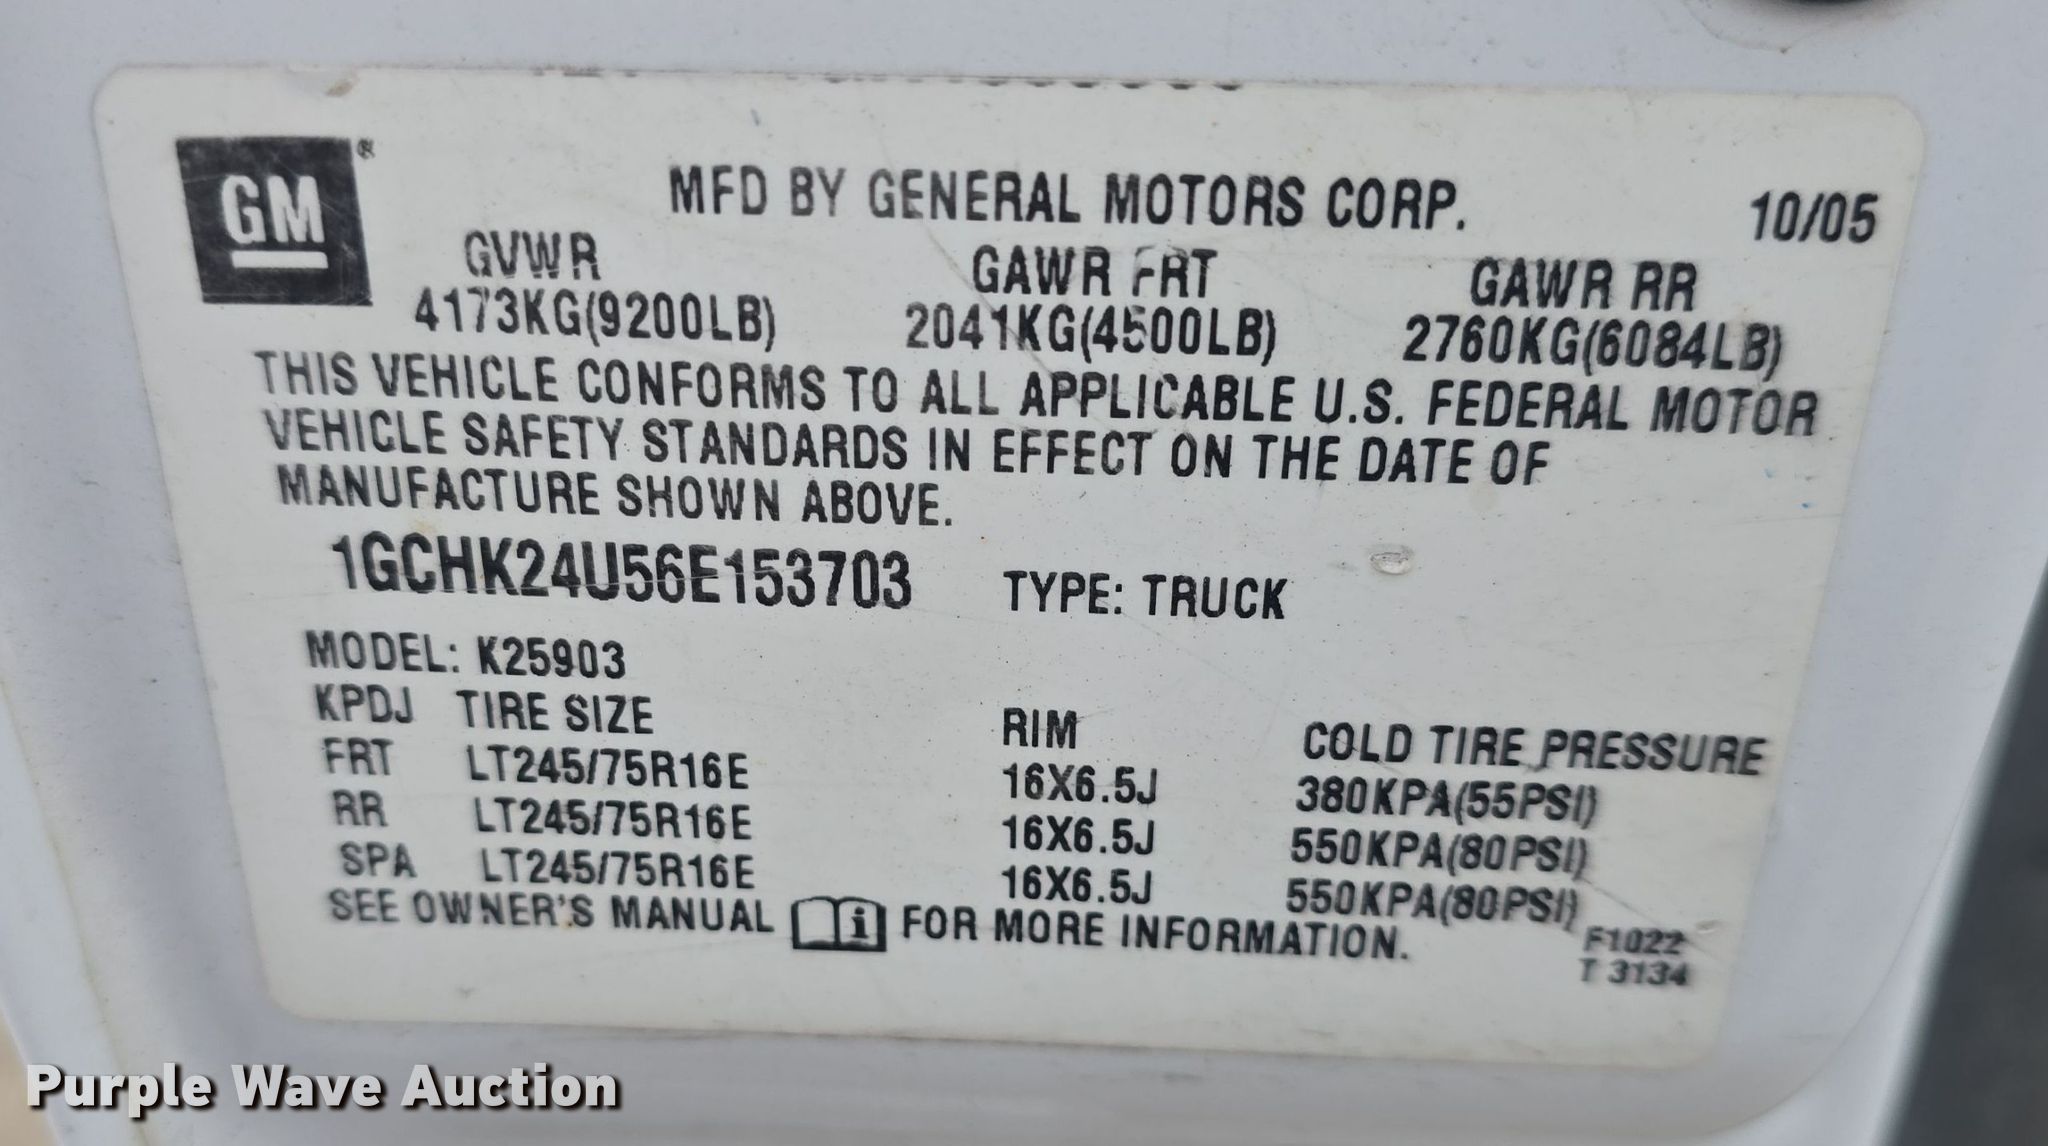 GM®
MFD BY GENERAL MOTORS CORP. 10/05
GVWR GAWR FRT GAWR RR
4173KG(9200LB) 2041KG(4500LB) 2760KG(6084LB)
THIS VEHICLE CONFORMS TO ALL APPLICABLE U.S. FEDERAL MOTOR
VEHICLE SAFETY STANDARDS IN EFFECT ON THE DATE OF
MANUFACTURE SHOWN ABOVE.
1GCHK24U56E153703 TYPE: TRUCK
MODEL: K25903
KPDJ TIRE SIZE RIM COLD TIRE PRESSURE
FRT LT245/75R16E 16X6.5J 380KPA(55PSI)
RR LT245/75R16E 16X6.5J 550KPA(80PSI)
SPA LT245/75R16E 16X6.5J 550KPA(80PSI)
SEE OWNER'S MANUAL i FOR MORE INFORMATION.
F1022
T 3134
Purple Wave Auction